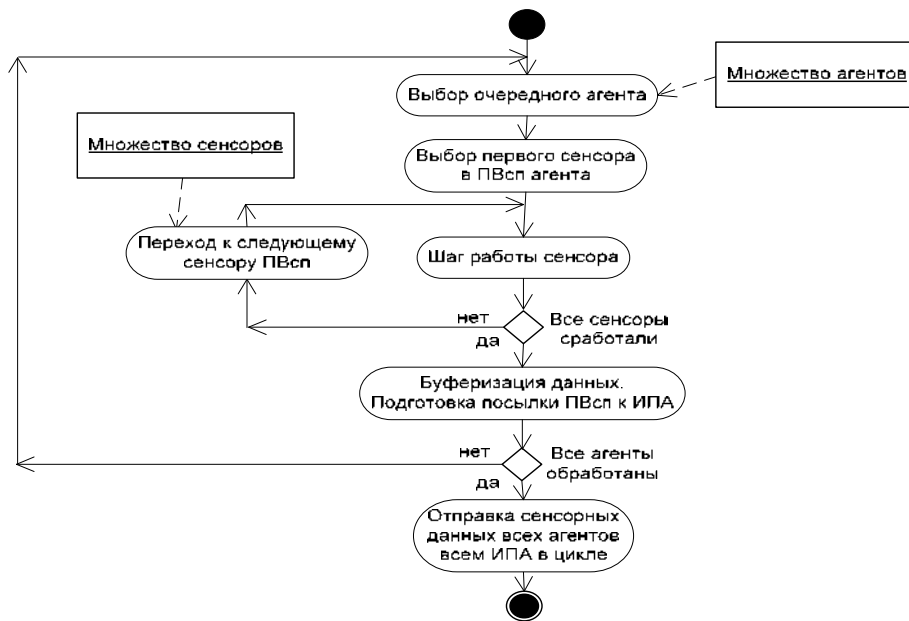 Множество агентов
Выбор очередного агента
Множество сенсоров
Выбор первого сенсора
в ПВсп агента
Переход к следующему
сенсору ПВсп
Шаг работы сенсора
нет
да
Все сенсоры
сработали
Буферизация данных.
Подготовка посылки ПВсп к ИПА
нет
да
Все агенты
обработаны
Отправка сенсорных
данных всех агентов
всем ИПА в цикле